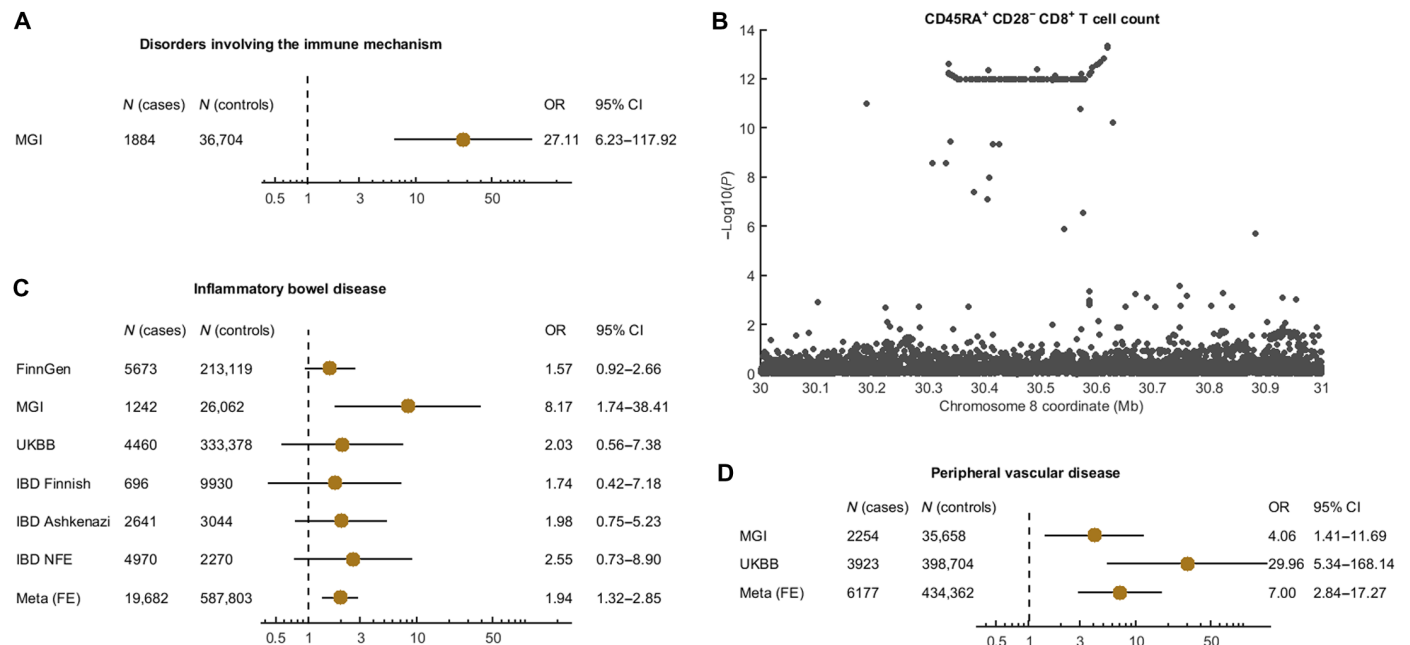 A
Disorders involving the immune mechanism
N (cases) N (controls) OR 95% CI
MGI 1884 36,704 27.11 6.23–117.92
0.5 1 3 10 50
B
CD45RA+ CD28− CD8+ T cell count
14
12
10
8
6
4
2
0
−Log10(P)
30 30.1 30.2 30.3 30.4 30.5 30.6 30.7 30.8 30.9 31
Chromosome 8 coordinate (Mb)
C
Inflammatory bowel disease
N (cases) N (controls) OR 95% CI
FinnGen 5673 213,119 1.57 0.92–2.66
MGI 1242 26,062 8.17 1.74–38.41
UKBB 4460 333,378 2.03 0.56–7.38
IBD Finnish 696 9930 1.74 0.42–7.18
IBD Ashkenazi 2641 3044 1.98 0.75–5.23
IBD NFE 4970 2270 2.55 0.73–8.90
Meta (FE) 19,682 587,803 1.94 1.32–2.85
0.5 1 3 10 50
D
Peripheral vascular disease
N (cases) N (controls) OR 95% CI
MGI 2254 35,658 4.06 1.41–11.69
UKBB 3923 398,704 29.96 5.34–168.14
Meta (FE) 6177 434,362 7.00 2.84–17.27
0.5 1 3 10 50